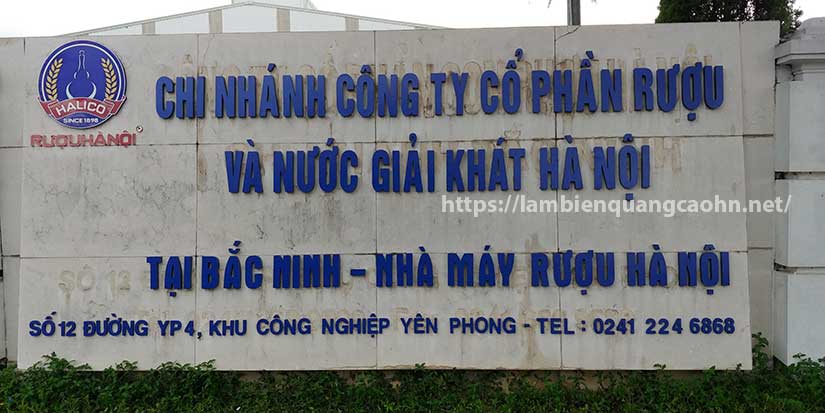 HALICO
SINCE 1898
RƯỢU HÀ NỘI®
CHI NHÁNH CÔNG TY CỔ PHẦN RƯỢU
VÀ NƯỚC GIẢI KHÁT HÀ NỘI
https://lambienquangcaohn.net/
TẠI BẮC NINH - NHÀ MÁY RƯỢU HÀ NỘI
SỐ 12 ĐƯỜNG YP4, KHU CÔNG NGHIỆP YÊN PHONG - TEL: 0241 224 6868